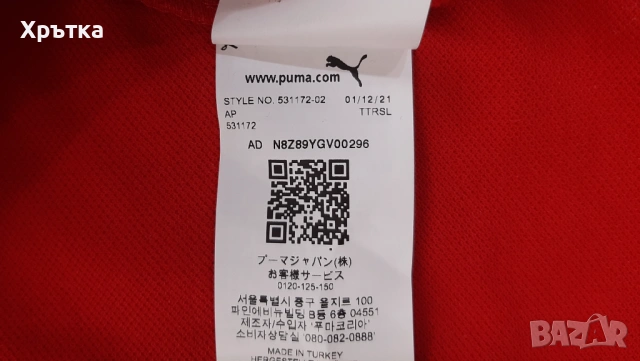 Хрътка
www.puma.com
STYLE NO. 531172-02 01/12/21
AP TTRSL
531172
AD N8Z89YGV00296
プーマジャパン(株)
お客様サービス
0120-125-150
서울특별시 중구 을지로 100
파인에비뉴빌딩 B동 6층 04551
제조자/수입자 '푸마코리아'
소비자상담실 '080-082-0888'
MADE IN TURKEY
HERGESTELLT
BAZAR